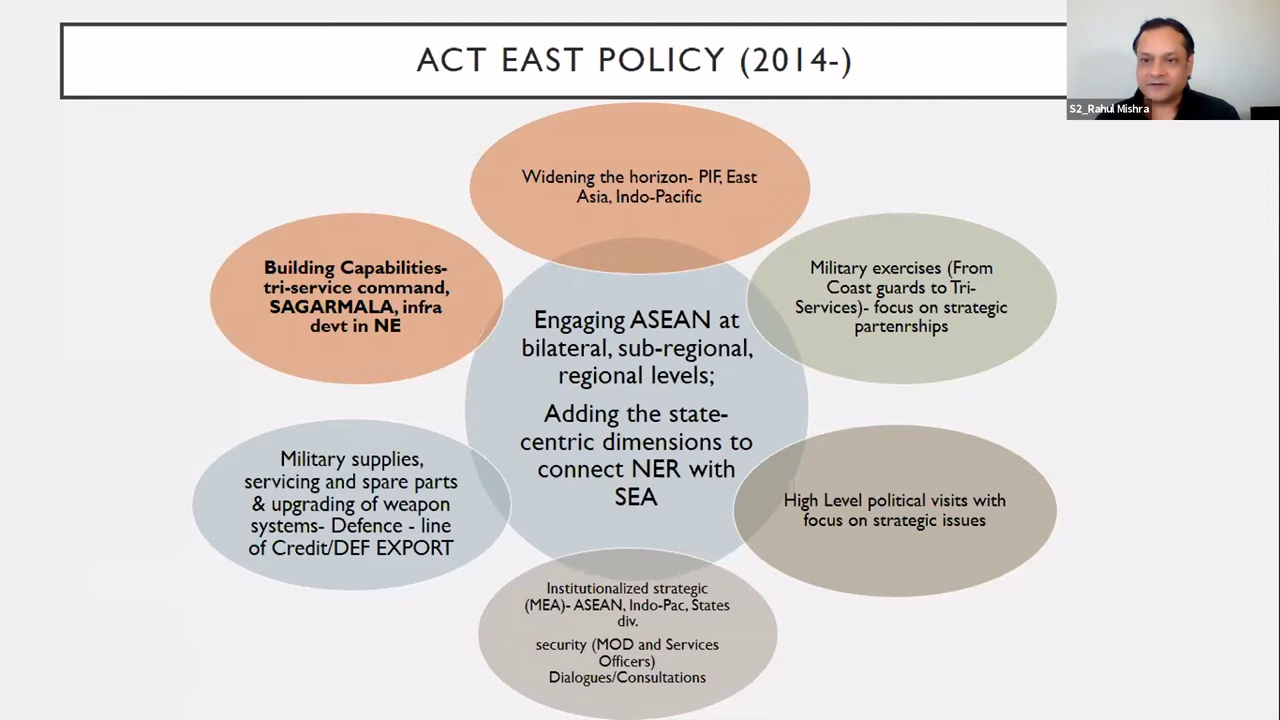 ACT EAST POLICY (2014-)
S2_Rahul Mishra
Widening the horizon- PIF, East
Asia, Indo-Pacific
Military exercises (From
Coast guards to Tri-
Services)- focus on strategic
partenrships
High Level political visits with
focus on strategic issues
Institutionalized strategic
(MEA)- ASEAN, Indo-Pac, States
div.
security (MOD and Services
Officers)
Dialogues/Consultations
Military supplies,
servicing and spare parts
& upgrading of weapon
systems- Defence - line
of Credit/DEF EXPORT
Building Capabilities-
tri-service command,
SAGARMALA, infra
devt in NE
Engaging ASEAN at
bilateral, sub-regional,
regional levels;
Adding the state-
centric dimensions to
connect NER with
SEA